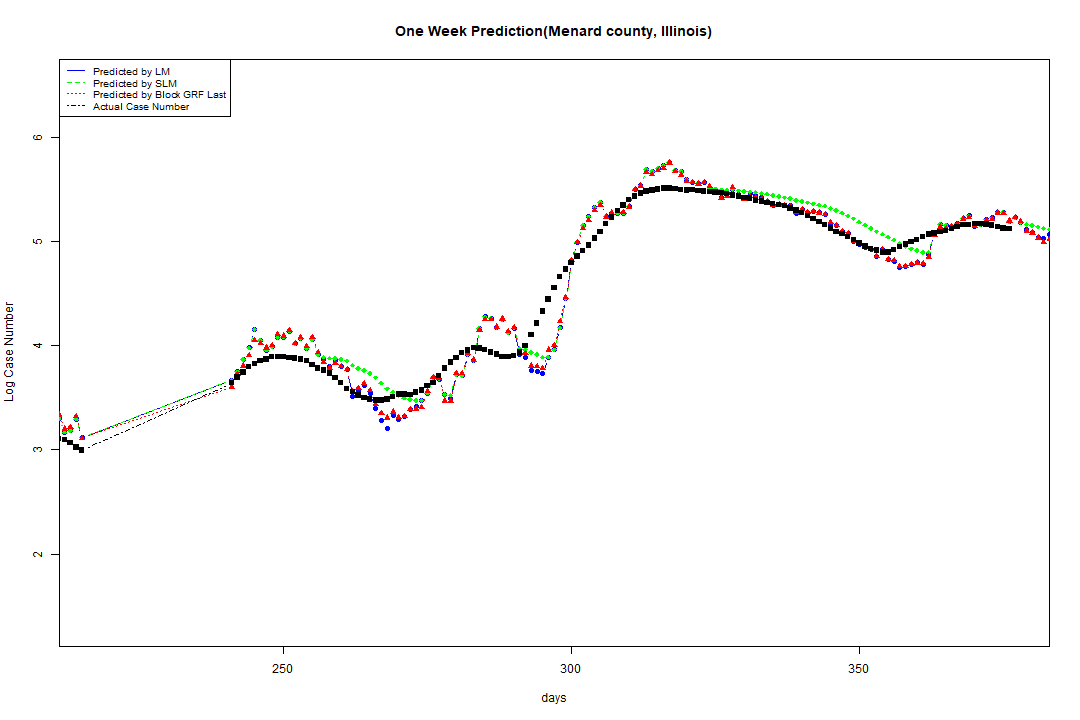 One Week Prediction(Menard county, Illinois)
Predicted by LM
Predicted by SLM
Predicted by Block GRF Last
Actual Case Number
Log Case Number
6
5
4
3
2
250 300 350
days